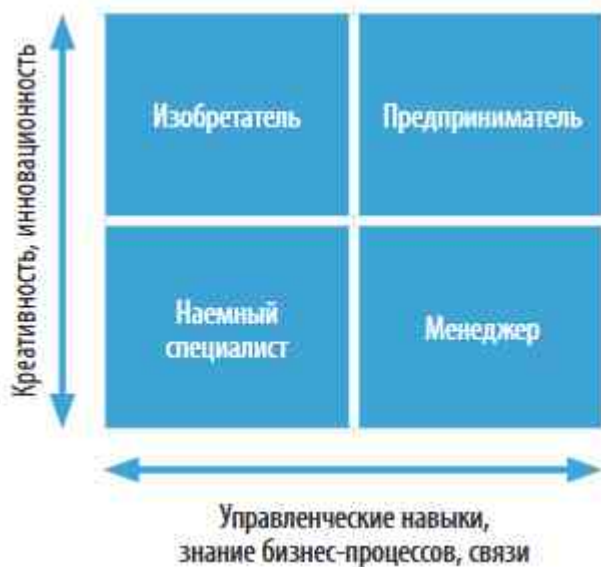 Креативность, инновационность
Изобретатель
Предприниматель
Наемный
специалист
Менеджер
Управленческие навыки,
знание бизнес-процессов, связи